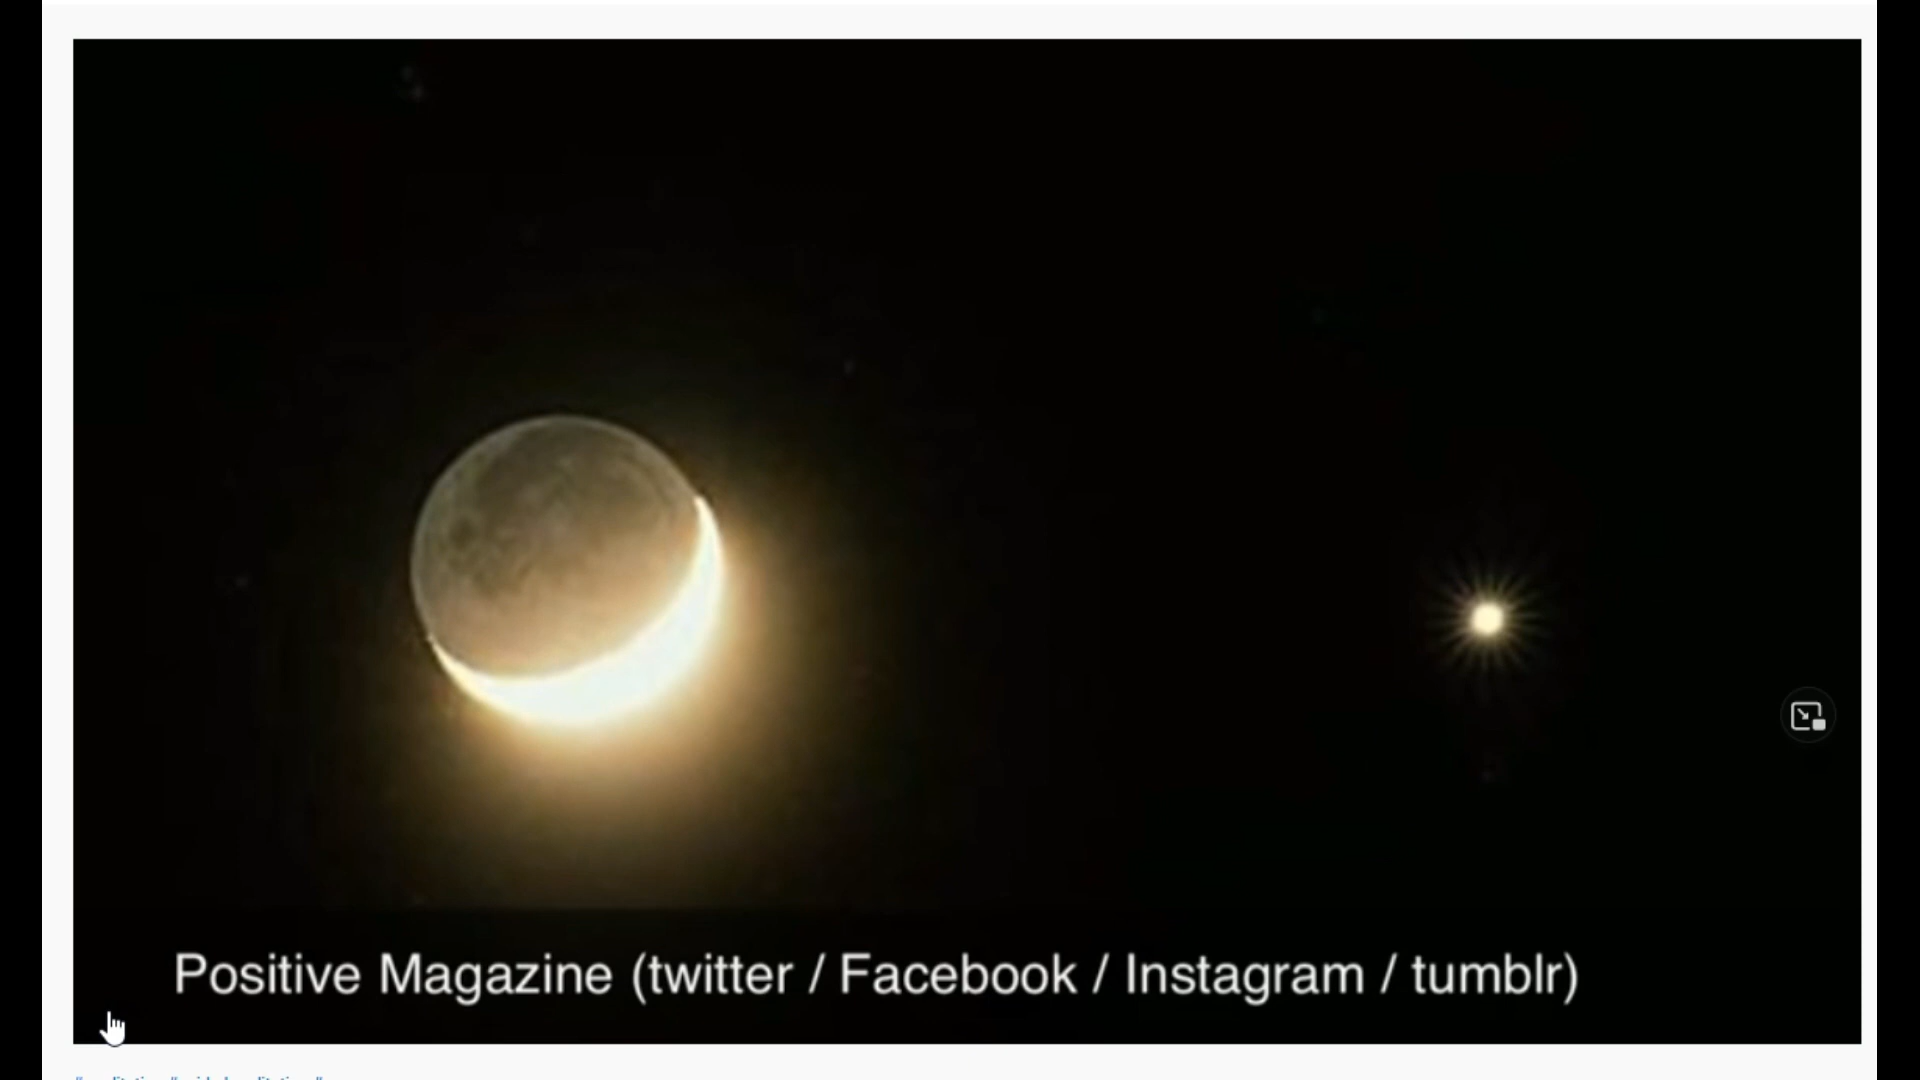 Positive Magazine (twitter / Facebook / Instagram / tumblr)